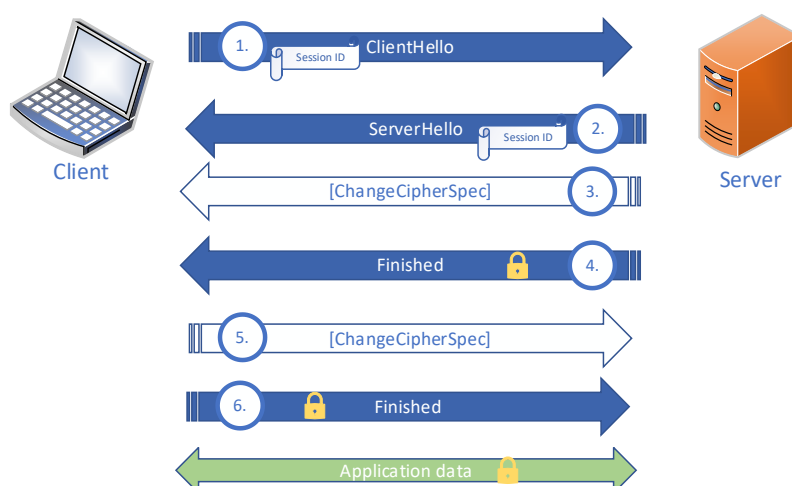 1.
ClientHello
Session ID
ServerHello
Session ID
2.
Client
Server
[ChangeCipherSpec]
3.
Finished
4.
5.
[ChangeCipherSpec]
6.
Finished
Application data